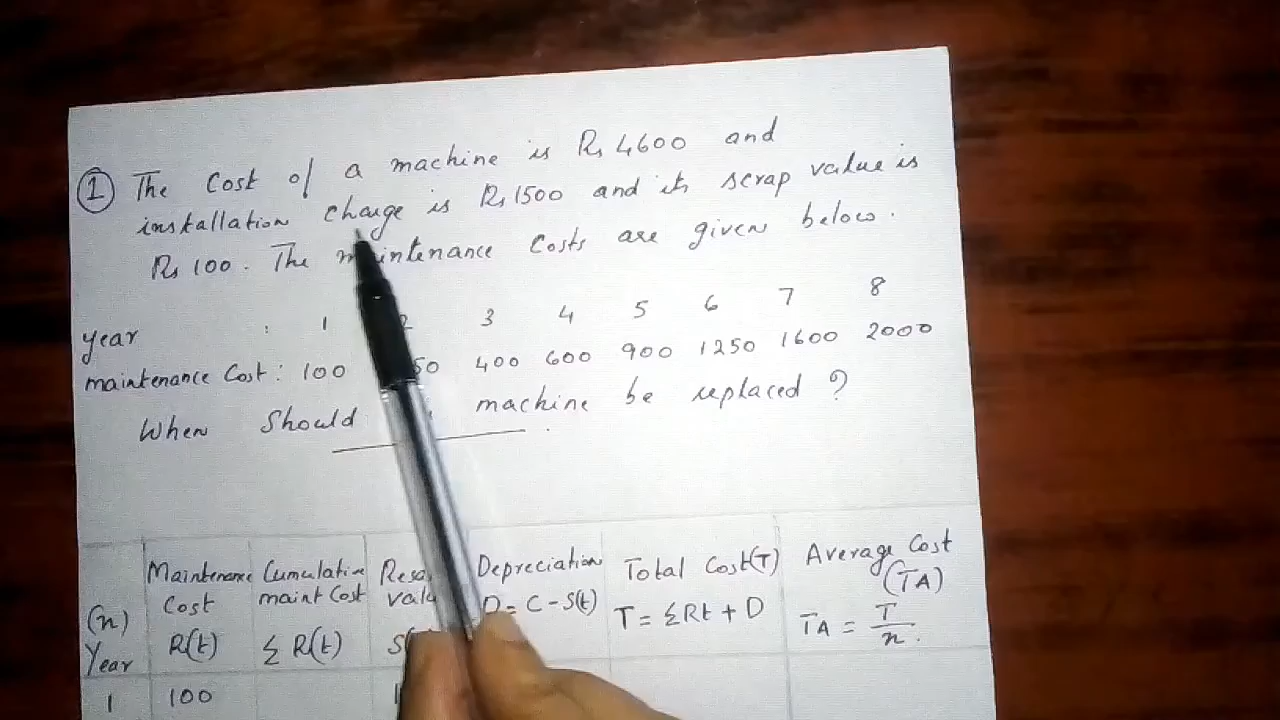 ① The Cost of a machine is Rs 4600 and
installation charge is Rs 1500 and its scrap value is
Rs 100. The maintenance Costs are given below.
year : 1 2 3 4 5 6 7 8
maintenance Cost: 100 400 600 900 1250 1600 2000
When Should machine be replaced ?
(n) Year
Maintenance Cost R(t)
Cumulative maint Cost Σ R(t)
Depreciation D = C - S(t)
Total Cost (T) T = ΣRt + D
Average Cost (TA) TA = T/n.
1 100